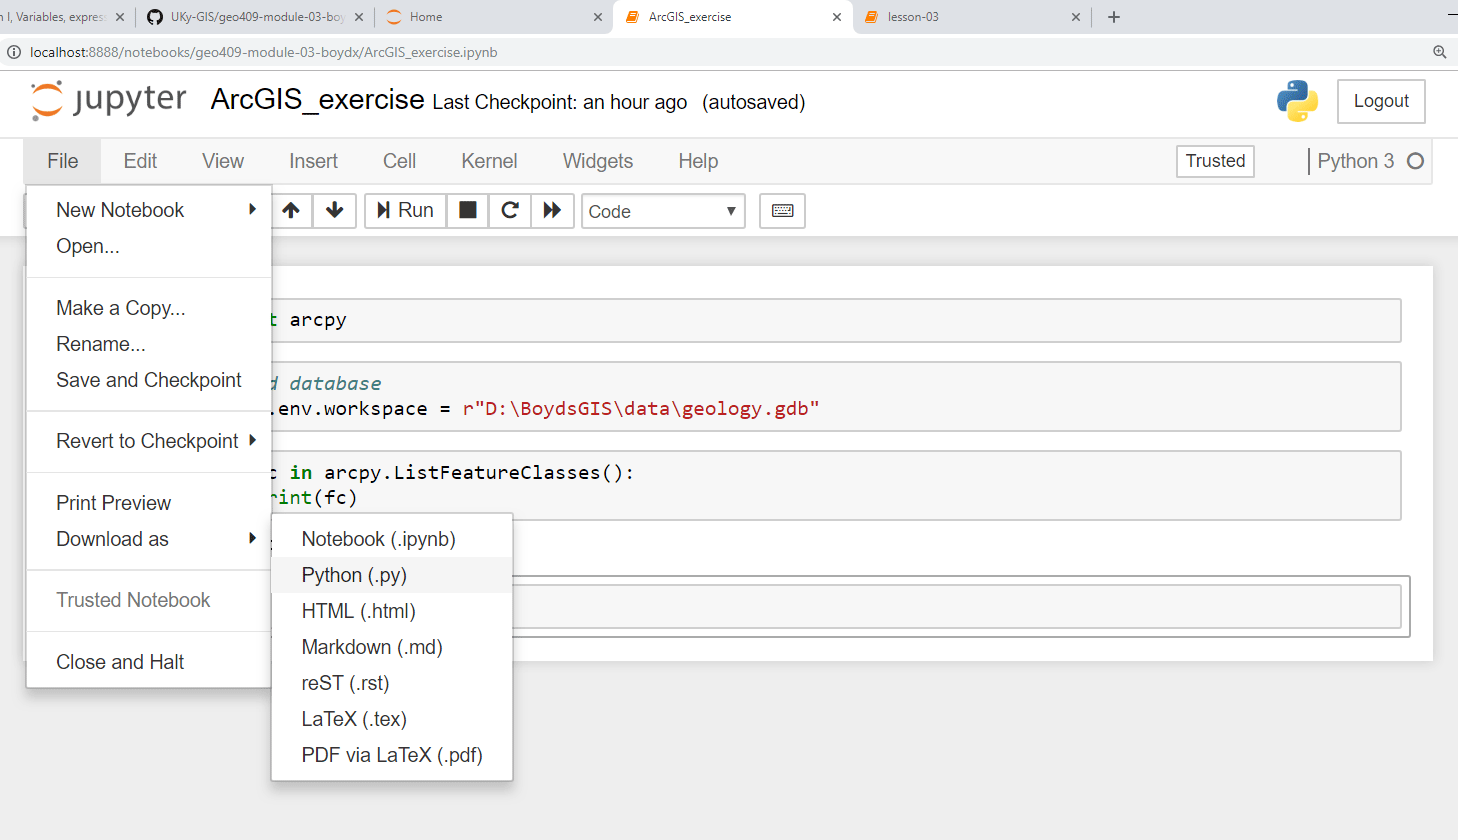 n I, Variables, expres
UKy-GIS/geo409-module-03-boy
Home
ArcGIS_exercise
lesson-03
localhost:8888/notebooks/geo409-module-03-boydx/ArcGIS_exercise.ipynb
jupyter ArcGIS_exercise Last Checkpoint: an hour ago (autosaved)
Logout
File Edit View Insert Cell Kernel Widgets Help
Trusted
Python 3
Run
Code
New Notebook
Open...
Make a Copy...
Rename...
Save and Checkpoint
Revert to Checkpoint
Print Preview
Download as
Trusted Notebook
Close and Halt
t arcpy
d database
.env.workspace = r"D:\BoydsGIS\data\geology.gdb"
c in arcpy.ListFeatureClasses():
rint(fc)
Notebook (.ipynb)
Python (.py)
HTML (.html)
Markdown (.md)
reST (.rst)
LaTeX (.tex)
PDF via LaTeX (.pdf)